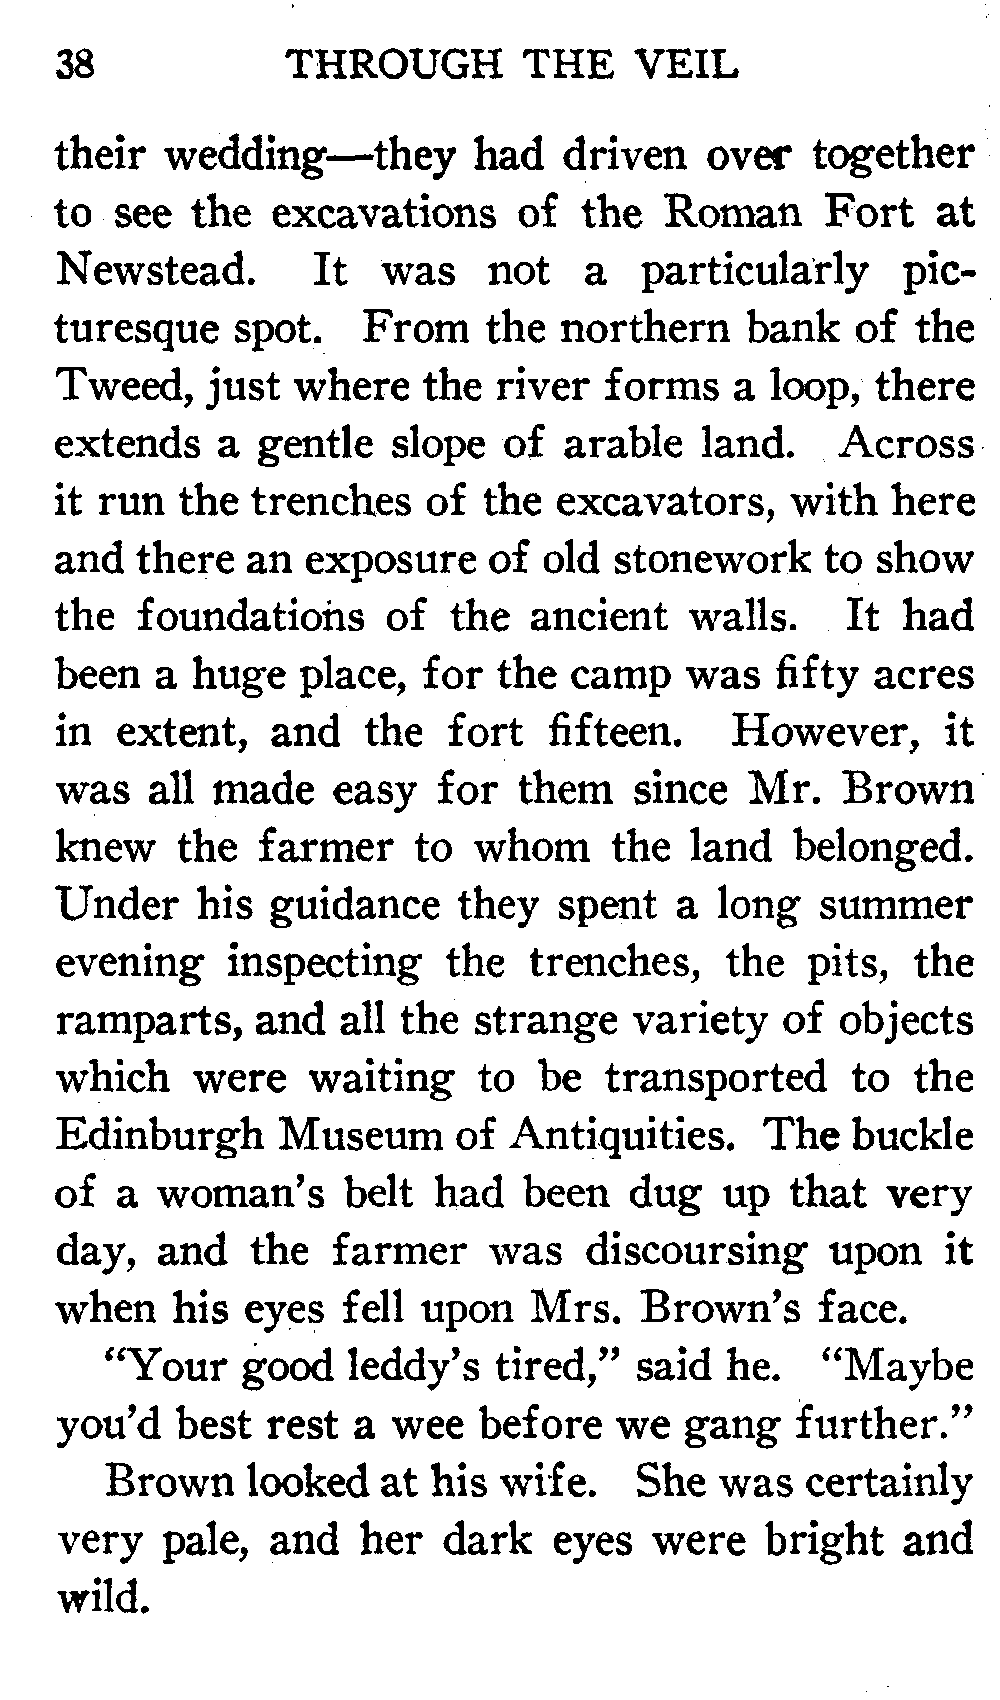 38 THROUGH THE VEIL
their wedding—they had driven over together
to see the excavations of the Roman Fort at
Newstead. It was not a particularly pic-
turesque spot. From the northern bank of the
Tweed, just where the river forms a loop, there
extends a gentle slope of arable land. Across
it run the trenches of the excavators, with here
and there an exposure of old stonework to show
the foundations of the ancient walls. It had
been a huge place, for the camp was fifty acres
in extent, and the fort fifteen. However, it
was all made easy for them since Mr. Brown
knew the farmer to whom the land belonged.
Under his guidance they spent a long summer
evening inspecting the trenches, the pits, the
ramparts, and all the strange variety of objects
which were waiting to be transported to the
Edinburgh Museum of Antiquities. The buckle
of a woman's belt had been dug up that very
day, and the farmer was discoursing upon it
when his eyes fell upon Mrs. Brown's face.
"Your good leddy's tired," said he. "Maybe
you'd best rest a wee before we gang further."
Brown looked at his wife. She was certainly
very pale, and her dark eyes were bright and
wild.